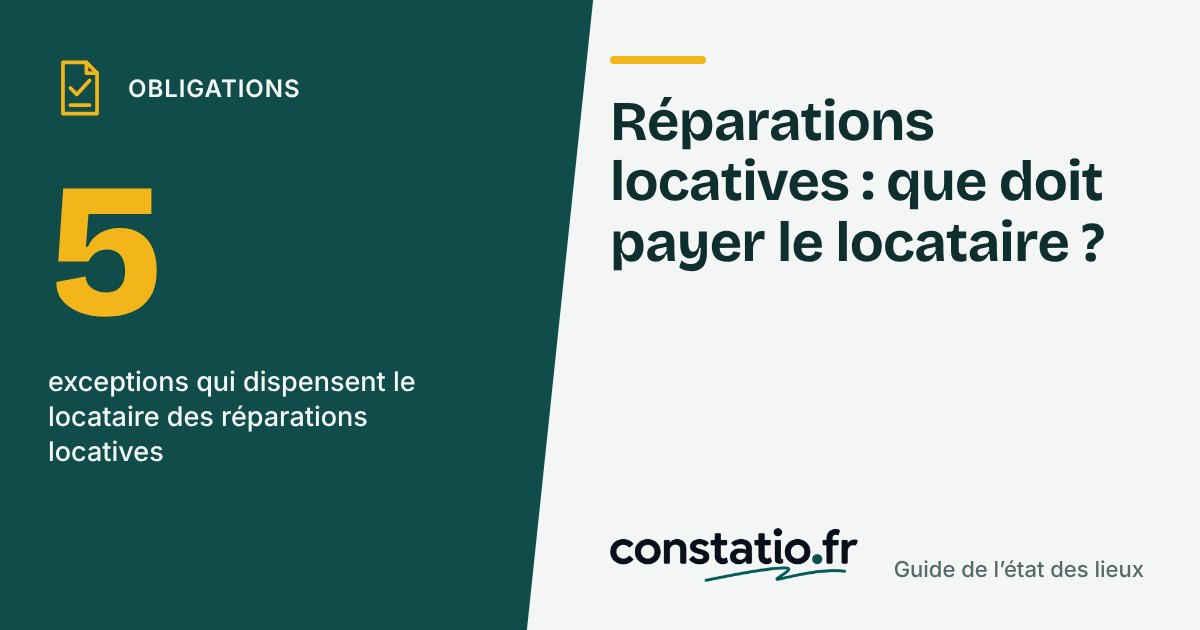 OBLIGATIONS
5
exceptions qui dispensent le
locataire des réparations
locatives
Réparations
locatives : que doit
payer le locataire ?
constatio.fr
Guide de l’état des lieux